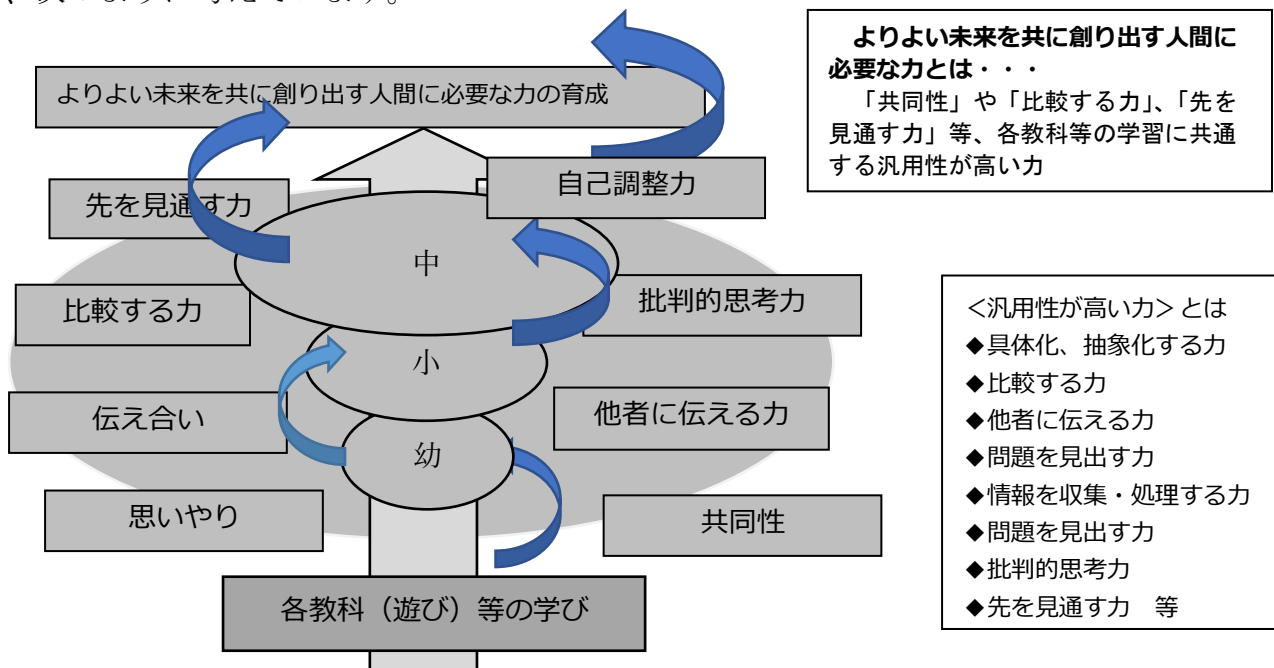 よりよい未来を共に創り出す人間に
必要な力とは・・・
「共同性」や「比較する力」、「先を
見通す力」等、各教科等の学習に共通
する汎用性が高い力
よりよい未来を共に創り出す人間に必要な力の育成
自己調整力
先を見通す力
中
比較する力
批判的思考力
小
伝え合い
他者に伝える力
幼
思いやり
共同性
各教科（遊び）等の学び
＜汎用性が高い力＞とは
◆具体化、抽象化する力
◆比較する力
◆他者に伝える力
◆問題を見出す力
◆情報を収集・処理する力
◆問題を見出す力
◆批判的思考力
◆先を見通す力　等